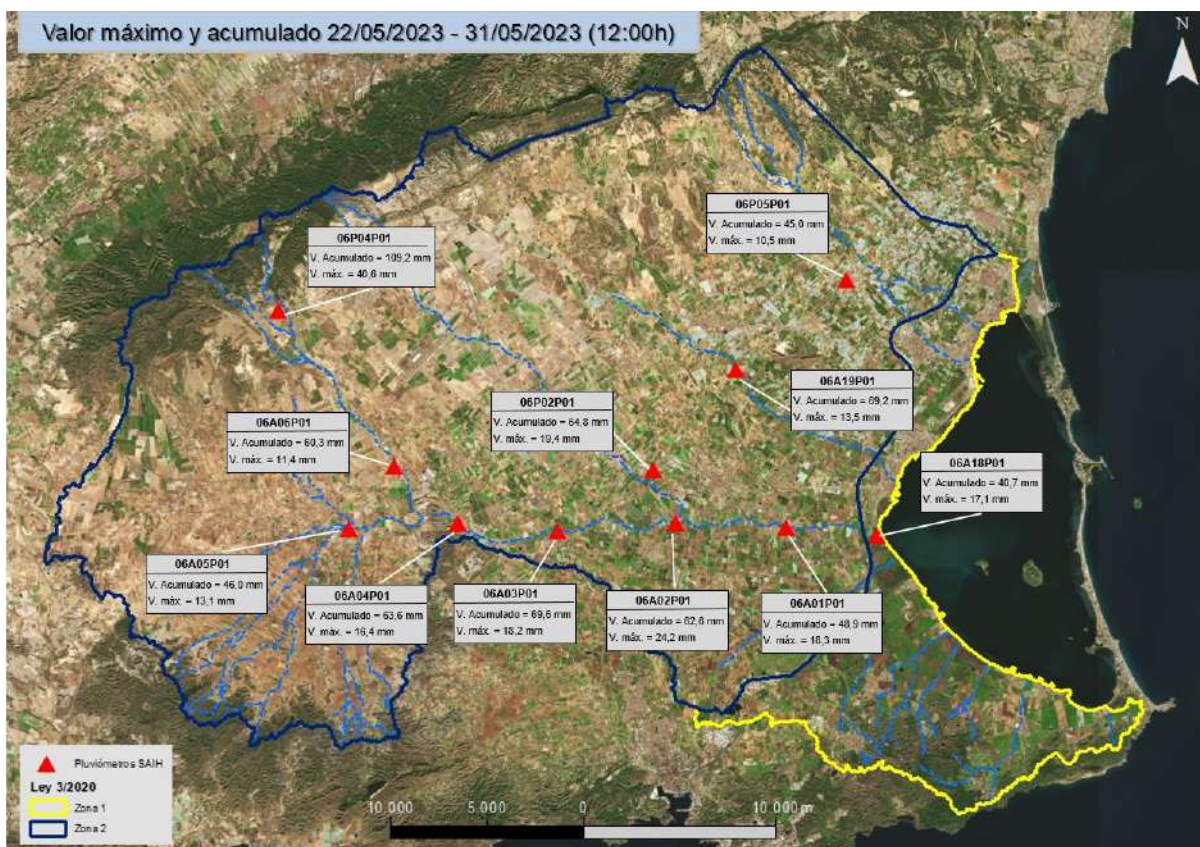 Valor máximo y acumulado 22/05/2023 - 31/05/2023 (12:00h)
N
06P05P01
V. Acumulado = 45,0 mm
V. máx. = 10,5 mm
06P04P01
V. Acumulado = 109,2 mm
V. máx. = 40,6 mm
06A19P01
V. Acumulado = 69,2 mm
V. máx. = 13,5 mm
06P02P01
V. Acumulado = 64,8 mm
V. máx. = 19,4 mm
06A06P01
V. Acumulado = 60,3 mm
V. máx. = 11,4 mm
06A18P01
V. Acumulado = 40,7 mm
V. máx. = 17,1 mm
06A05P01
V. Acumulado = 46,0 mm
V. máx. = 13,1 mm
06A04P01
V. Acumulado = 63,6 mm
V. máx. = 16,4 mm
06A03P01
V. Acumulado = 69,6 mm
V. máx. = 18,2 mm
06A02P01
V. Acumulado = 62,6 mm
V. máx. = 24,2 mm
06A01P01
V. Acumulado = 48,9 mm
V. máx. = 18,3 mm
Pluviómetros SAIH
Ley 3/2020
Zona 1
Zona 2
10.000 5.000 0 10.000 m